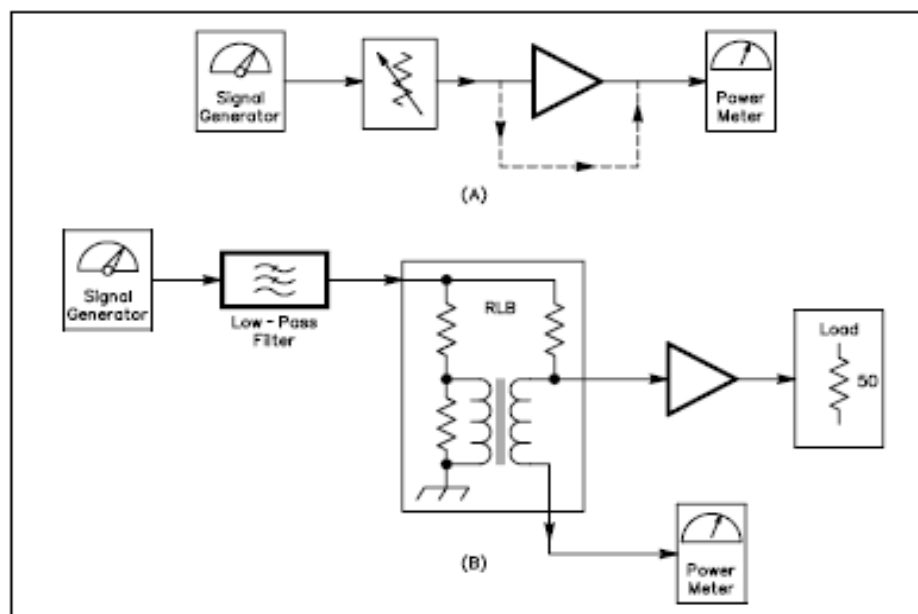 Signal
Generator
Power
Meter
(A)
Signal
Generator
Low-Pass
Filter
RLB
Load
50
(B)
Power
Meter